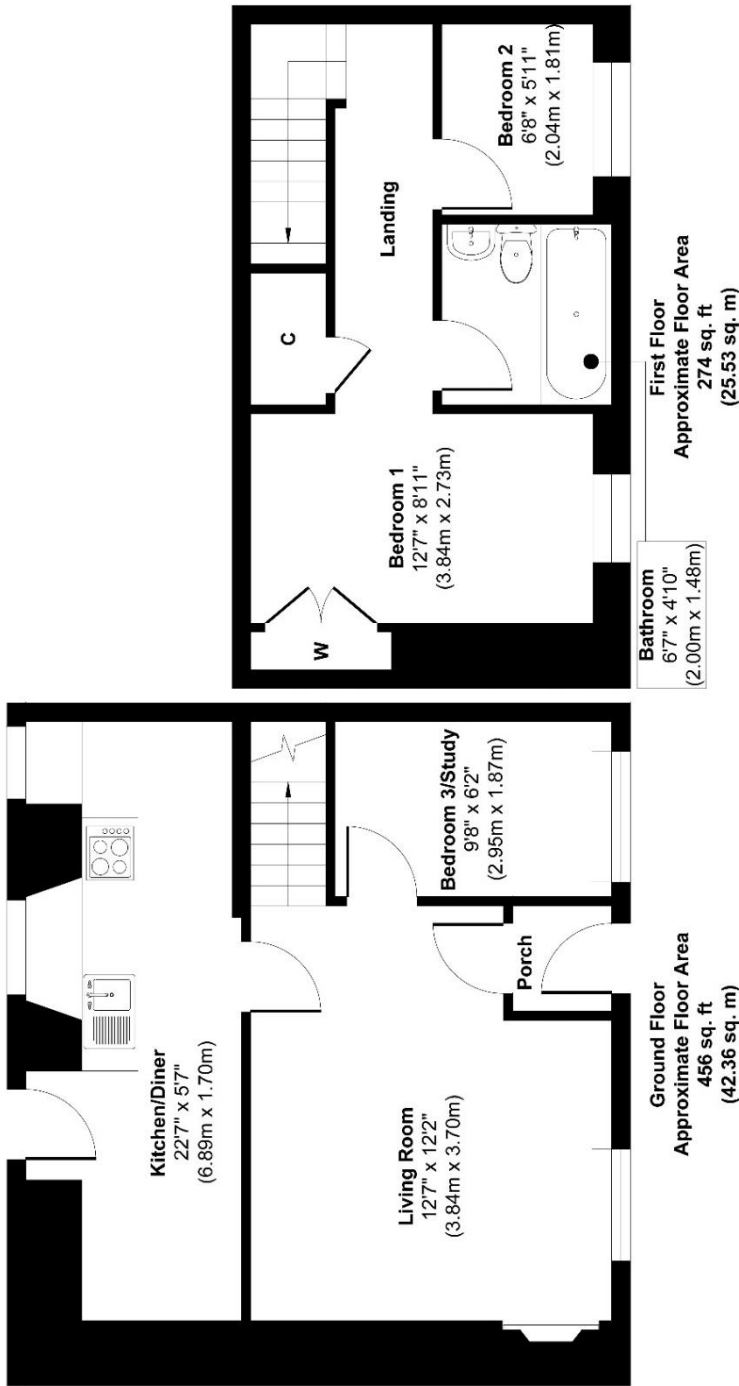 Kitchen/Diner
22'7" x 5'7"
(6.89m x 1.70m)
Living Room
12'7" x 12'2"
(3.84m x 3.70m)
Bedroom 3/Study
9'8" x 6'2"
(2.95m x 1.87m)
Porch
Ground Floor
Approximate Floor Area
456 sq. ft
(42.36 sq. m)
W
Bedroom 1
12'7" x 8'11"
(3.84m x 2.73m)
C
Landing
Bedroom 2
6'8" x 5'11"
(2.04m x 1.81m)
Bathroom
6'7" x 4'10"
(2.00m x 1.48m)
First Floor
Approximate Floor Area
274 sq. ft
(25.53 sq. m)